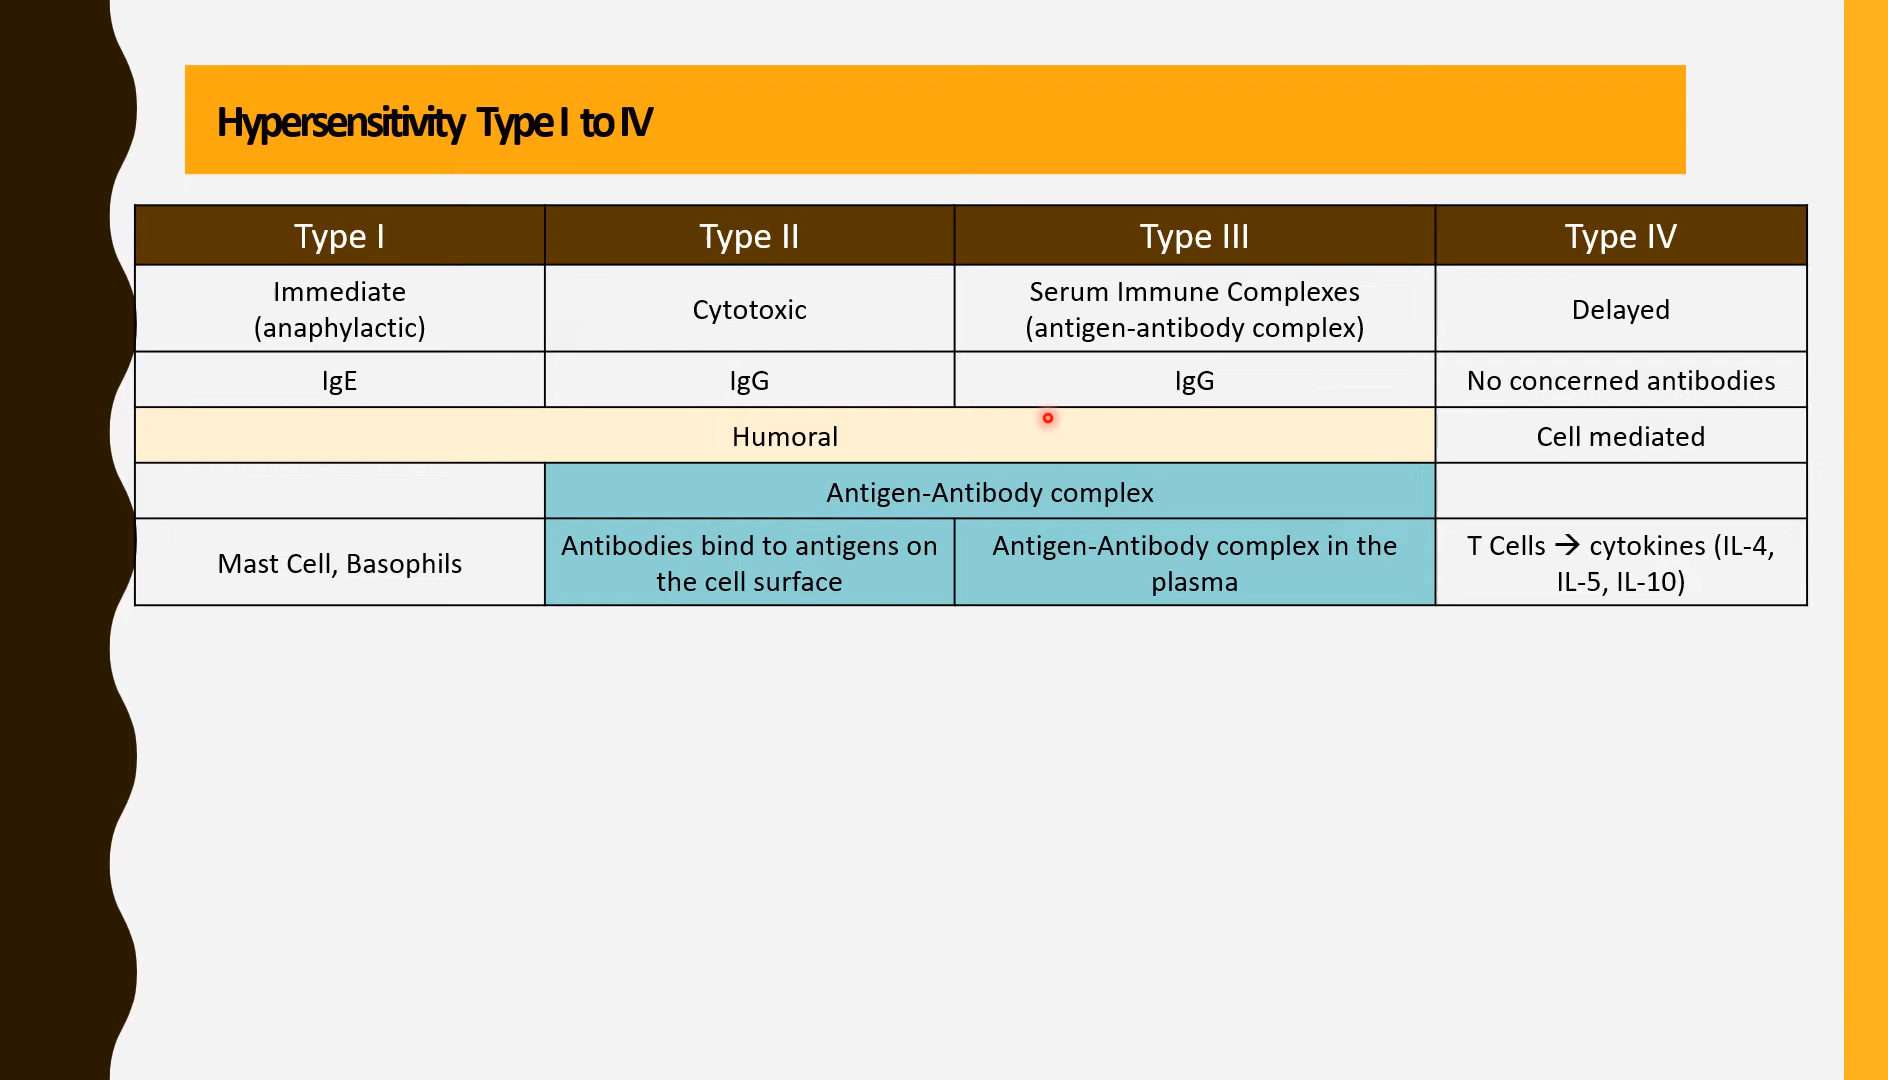 Hypersensitivity Type I to IV
Type I
Type II
Type III
Type IV
Immediate
(anaphylactic)
Cytotoxic
Serum Immune Complexes
(antigen-antibody complex)
Delayed
IgE
IgG
IgG
No concerned antibodies
Humoral
Cell mediated
Antigen-Antibody complex
Mast Cell, Basophils
Antibodies bind to antigens on
the cell surface
Antigen-Antibody complex in the
plasma
T Cells → cytokines (IL-4,
IL-5, IL-10)